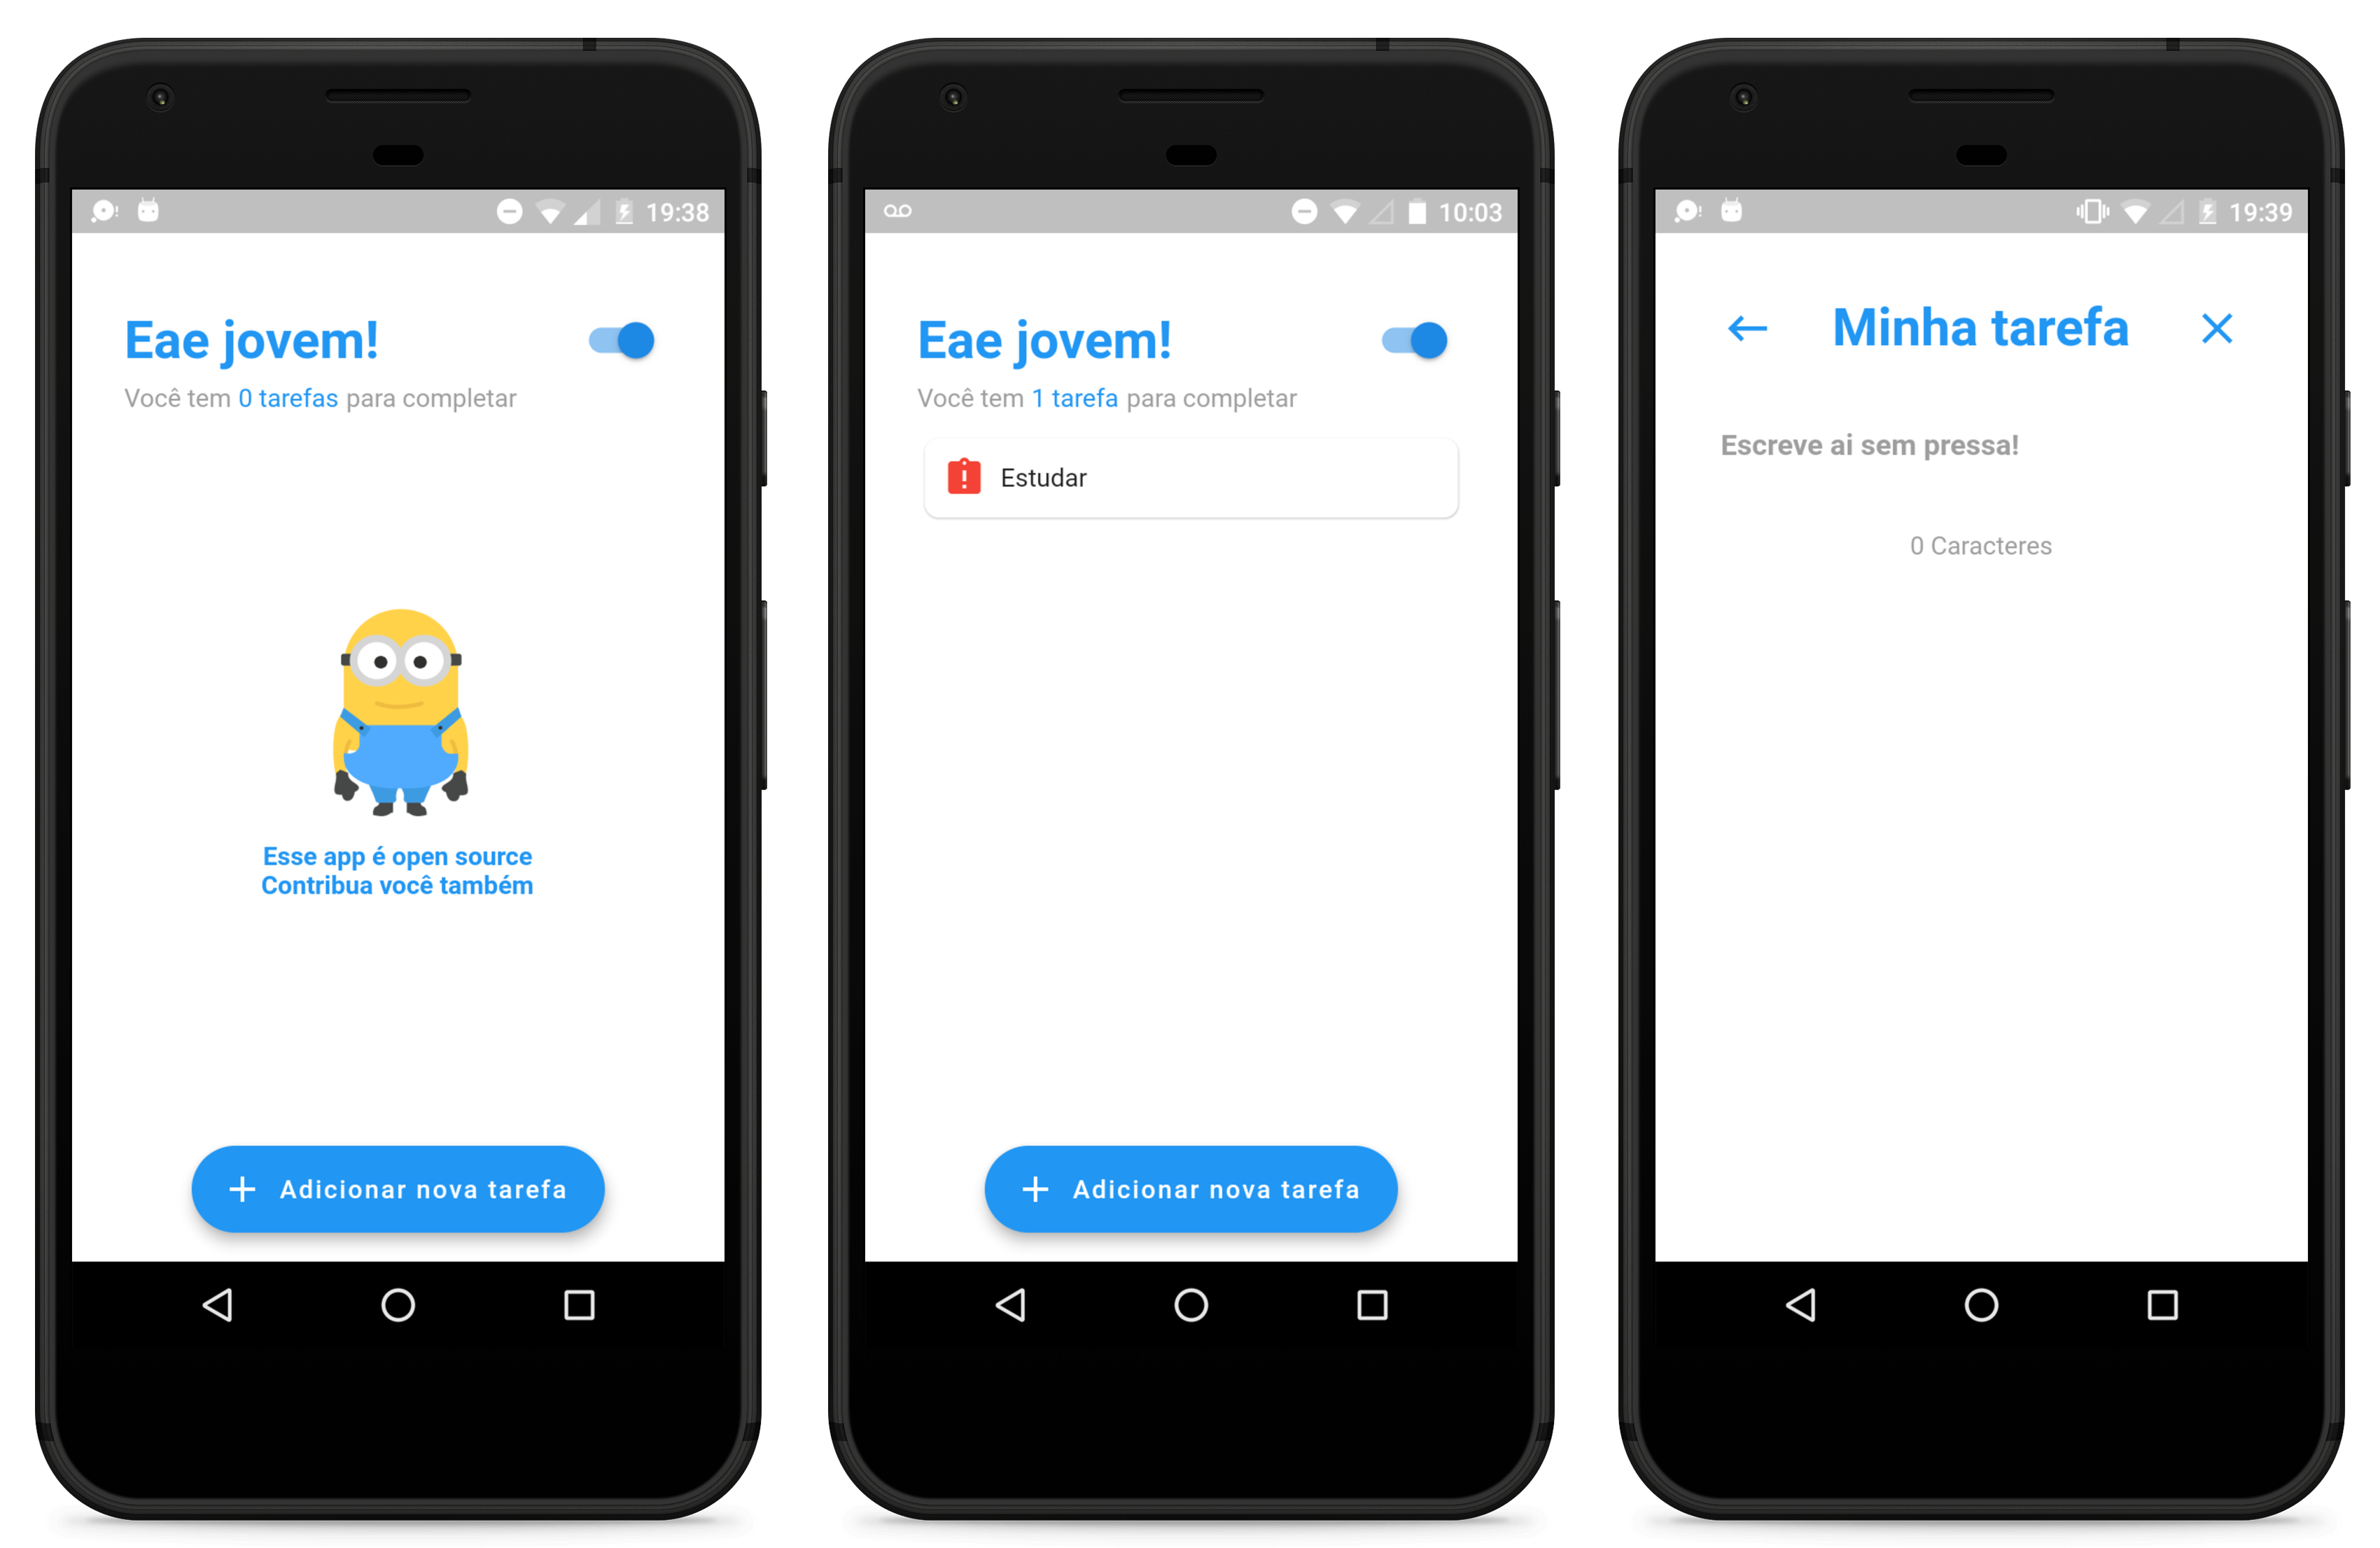 19:38
Eae jovem!
Você tem 0 tarefas para completar
Esse app é open source
Contribua você também
Adicionar nova tarefa
10:03
Eae jovem!
Você tem 1 tarefa para completar
Estudar
Adicionar nova tarefa
19:39
Minha tarefa
Escreve ai sem pressa!
0 Caracteres